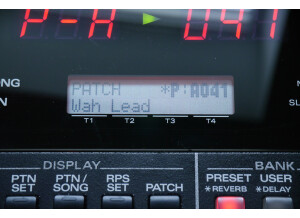 P-A ▶ 041
PATCH *P:A041
Wah Lead
T1 T2 T3 T4
DISPLAY BANK
PTN SET PTN/SONG RPS SET PATCH PRESET *REVERB USER *DELAY